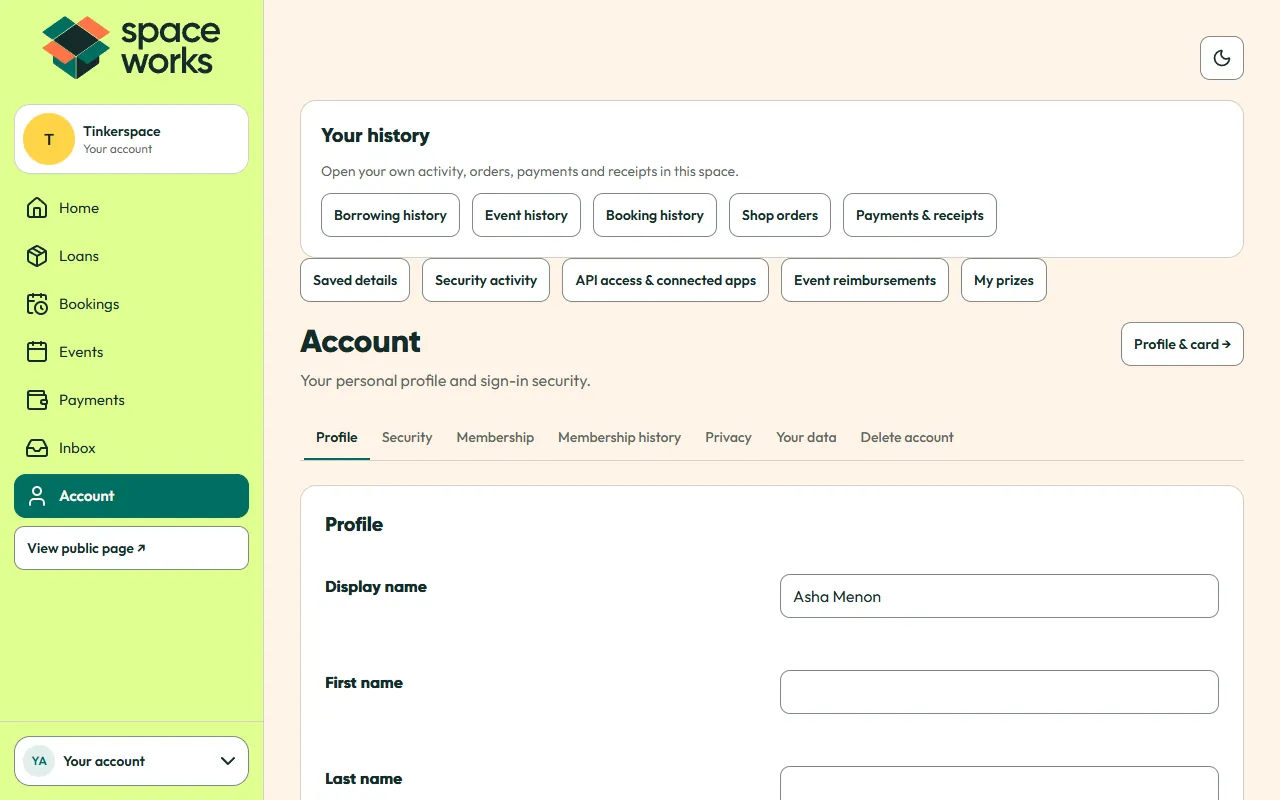 space
works
T
Tinkerspace
Your account
Home
Loans
Bookings
Events
Payments
Inbox
Account
View public page ↗
YA
Your account
Your history
Open your own activity, orders, payments and receipts in this space.
Borrowing history
Event history
Booking history
Shop orders
Payments & receipts
Saved details
Security activity
API access & connected apps
Event reimbursements
My prizes
Account
Profile & card →
Your personal profile and sign-in security.
Profile
Security
Membership
Membership history
Privacy
Your data
Delete account
Profile
Display name
Asha Menon
First name
Last name